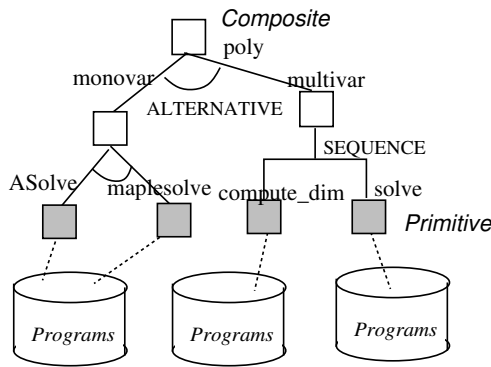 Composite
poly
monovar
multivar
ALTERNATIVE
SEQUENCE
ASolve
maplesolve
compute_dim
solve
Primitive
Programs
Programs
Programs